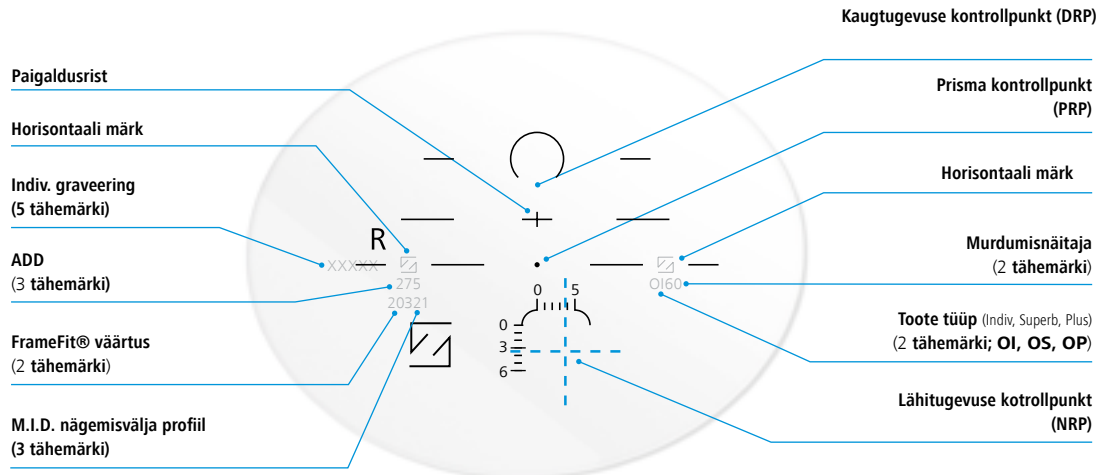 Kaugtugevuse kontrollpunkt (DRP)
Paigaldusrist
Prisma kontrollpunkt
(PRP)
Horisontaali märk
Horisontaali märk
Indiv. graveering
(5 tähemärki)
R
Murdumisnäitaja
(2 tähemärki)
ADD
(3 tähemärki)
XXXXX
275
20321
OI60
0 5
0
3
6
Toote tüüp (Indiv, Superb, Plus)
(2 tähemärki; OI, OS, OP)
FrameFit® väärtus
(2 tähemärki)
Lähitugevuse kotrollpunkt
(NRP)
M.I.D. nägemisvälja profiil
(3 tähemärki)